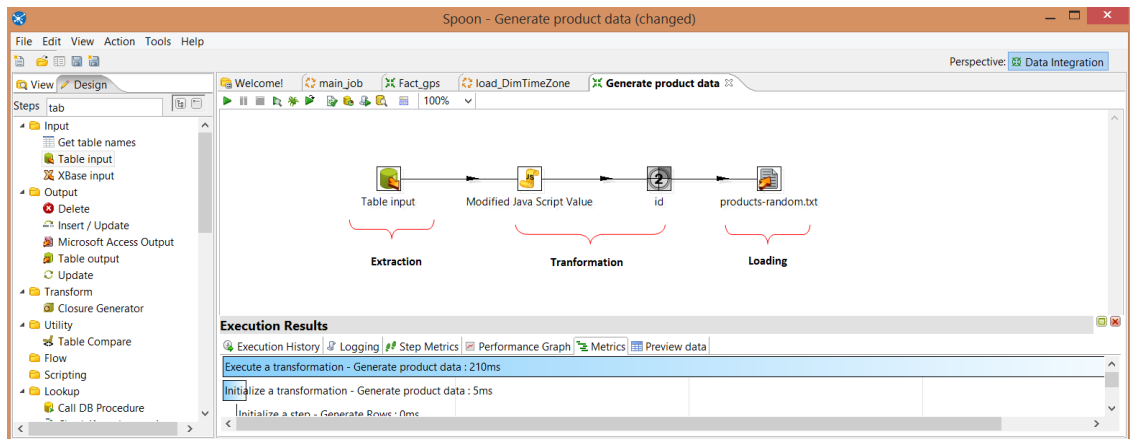 Spoon - Generate product data (changed)
File Edit View Action Tools Help
Perspective: Data Integration
View Design
Welcome! main_job Fact_gps load_DimTimeZone Generate product data
Steps tab
100%
Input
Get table names
Table input
XBase input
Output
Delete
Insert / Update
Microsoft Access Output
Table output
Update
Transform
Closure Generator
Utility
Table Compare
Flow
Scripting
Lookup
Call DB Procedure
JS
2
Table input Modified Java Script Value id products-random.txt
Extraction Tranformation Loading
Execution Results
Execution History Logging Step Metrics Performance Graph Metrics Preview data
Execute a transformation - Generate product data : 210ms
Initialize a transformation - Generate product data : 5ms
Initialize a step - Generate Rows : 0ms